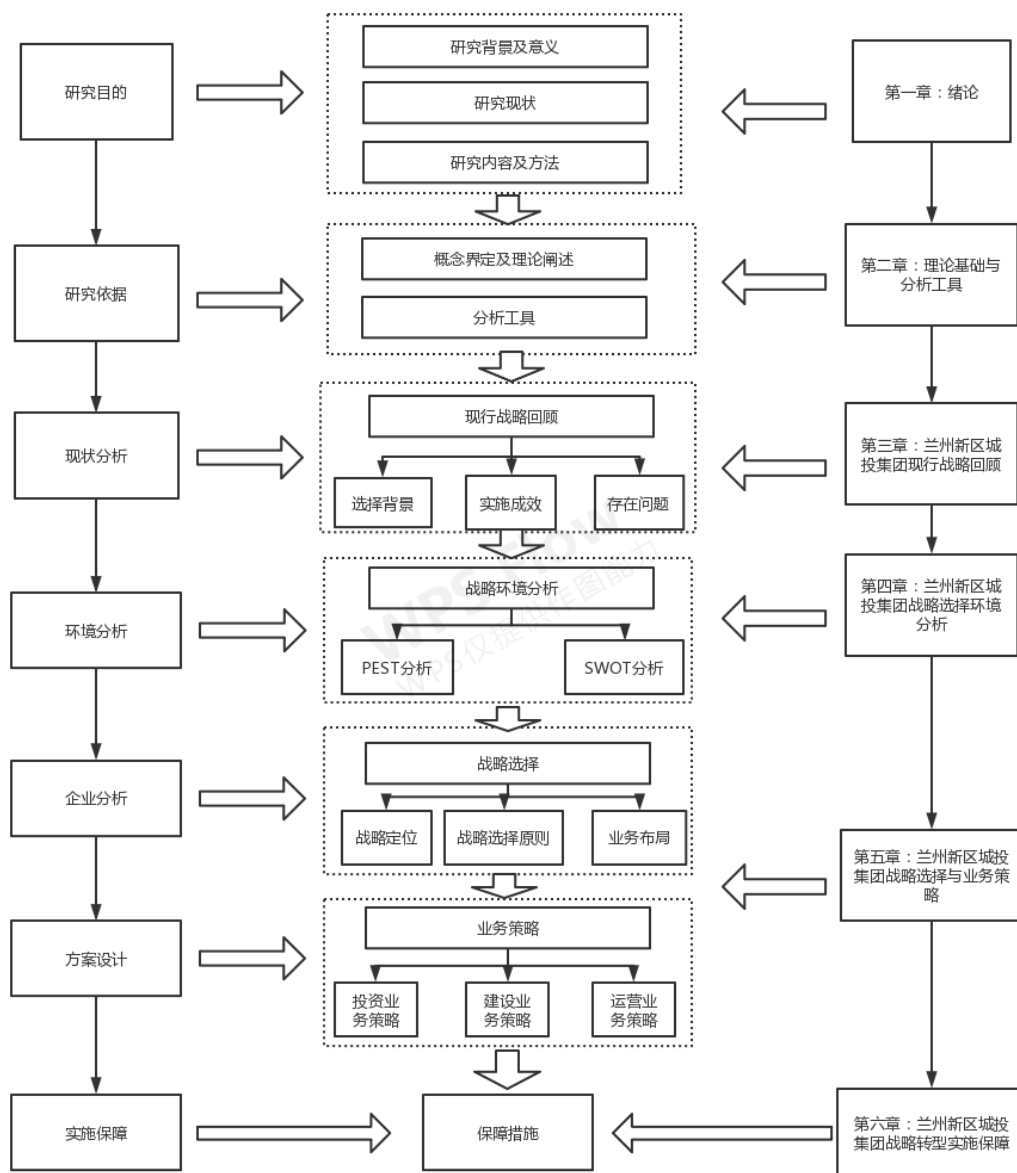 研究目的
研究背景及意义
研究现状
研究内容及方法
第一章：绪论
研究依据
概念界定及理论阐述
分析工具
第二章：理论基础与
分析工具
现状分析
现行战略回顾
选择背景
实施成效
存在问题
第三章：兰州新区城
投集团现行战略回顾
环境分析
战略环境分析
PEST分析
SWOT分析
第四章：兰州新区城
投集团战略选择环境
分析
WPS Flow
WPS仅提供作图能力
企业分析
战略选择
战略定位
战略选择原则
业务布局
第五章：兰州新区城投
集团战略选择与业务策
略
方案设计
业务策略
投资业
务策略
建设业
务策略
运营业
务策略
实施保障
保障措施
第六章：兰州新区城投
集团战略转型实施保障